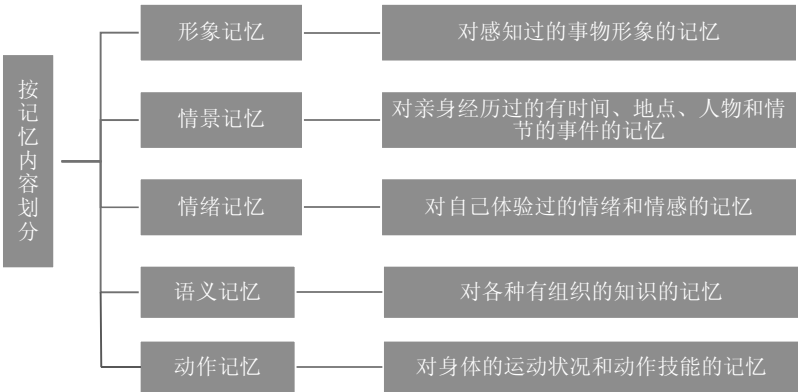 按记忆内容划分
形象记忆
对感知过的事物形象的记忆
情景记忆
对亲身经历过的有时间、地点、人物和情
节的事件的记忆
情绪记忆
对自己体验过的情绪和情感的记忆
语义记忆
对各种有组织的知识的记忆
动作记忆
对身体的运动状况和动作技能的记忆